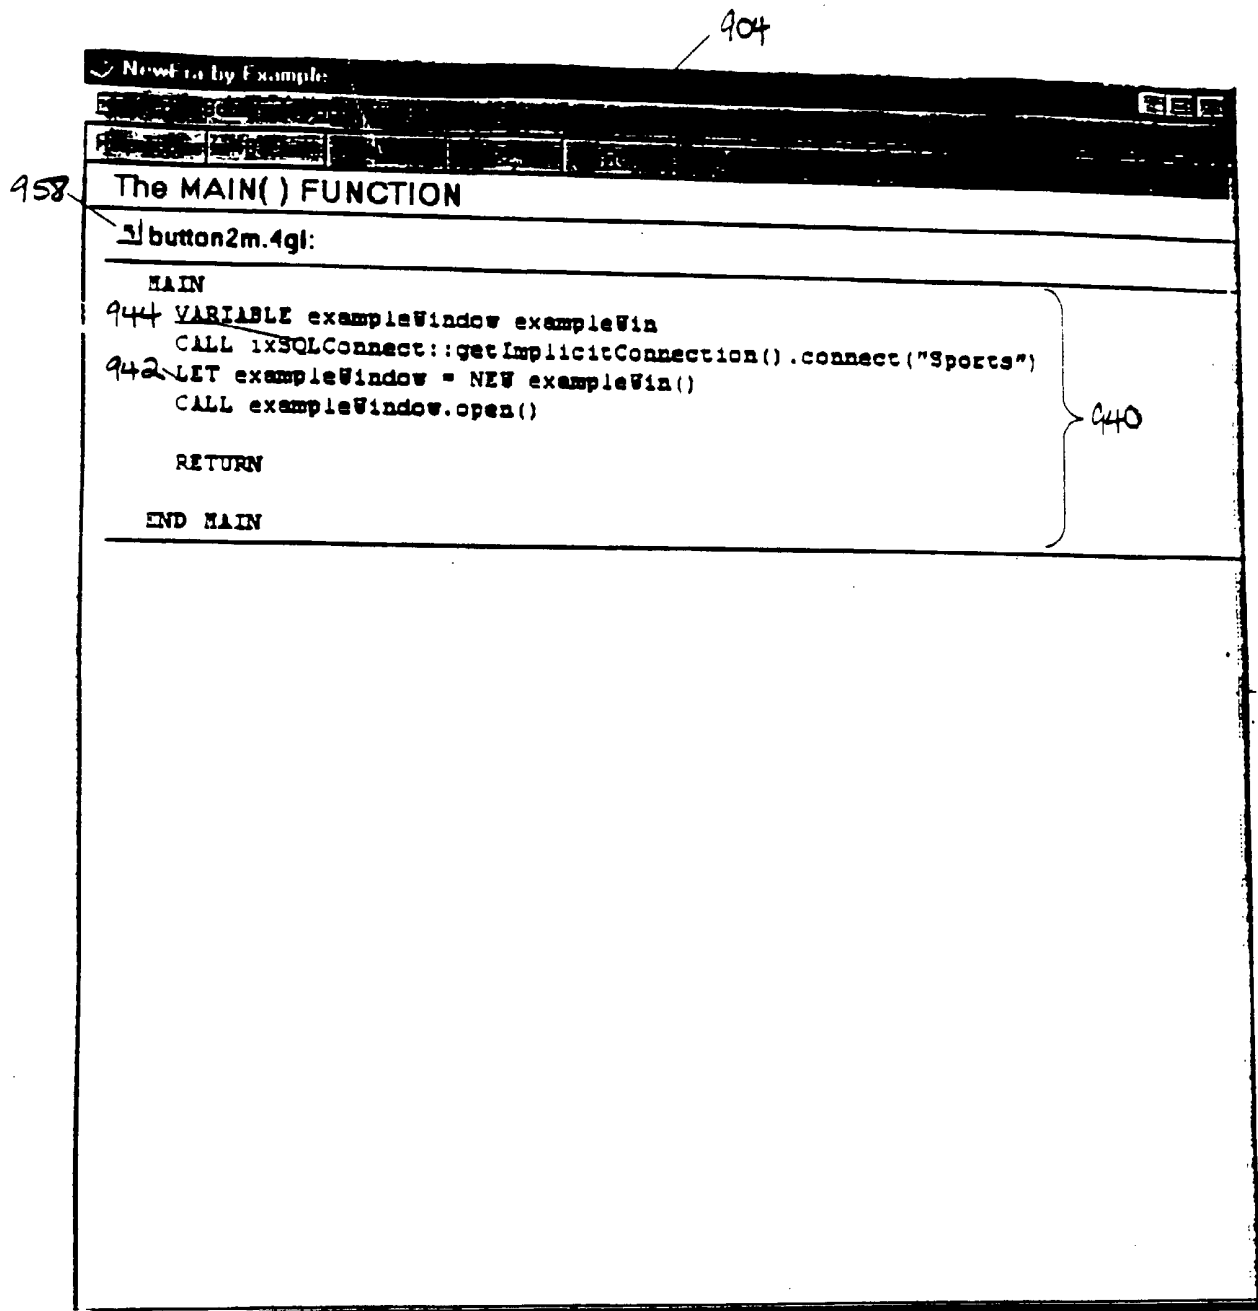 904
NewEra by Example
958
The MAIN( ) FUNCTION
button2m.4gl:
MAIN
944 VARIABLE exampleWindow exampleWin
CALL ixSQLConnect::getImplicitConnection().connect("Sports")
942 LET exampleWindow = NEW exampleWin()
CALL exampleWindow.open()
940
RETURN
END MAIN